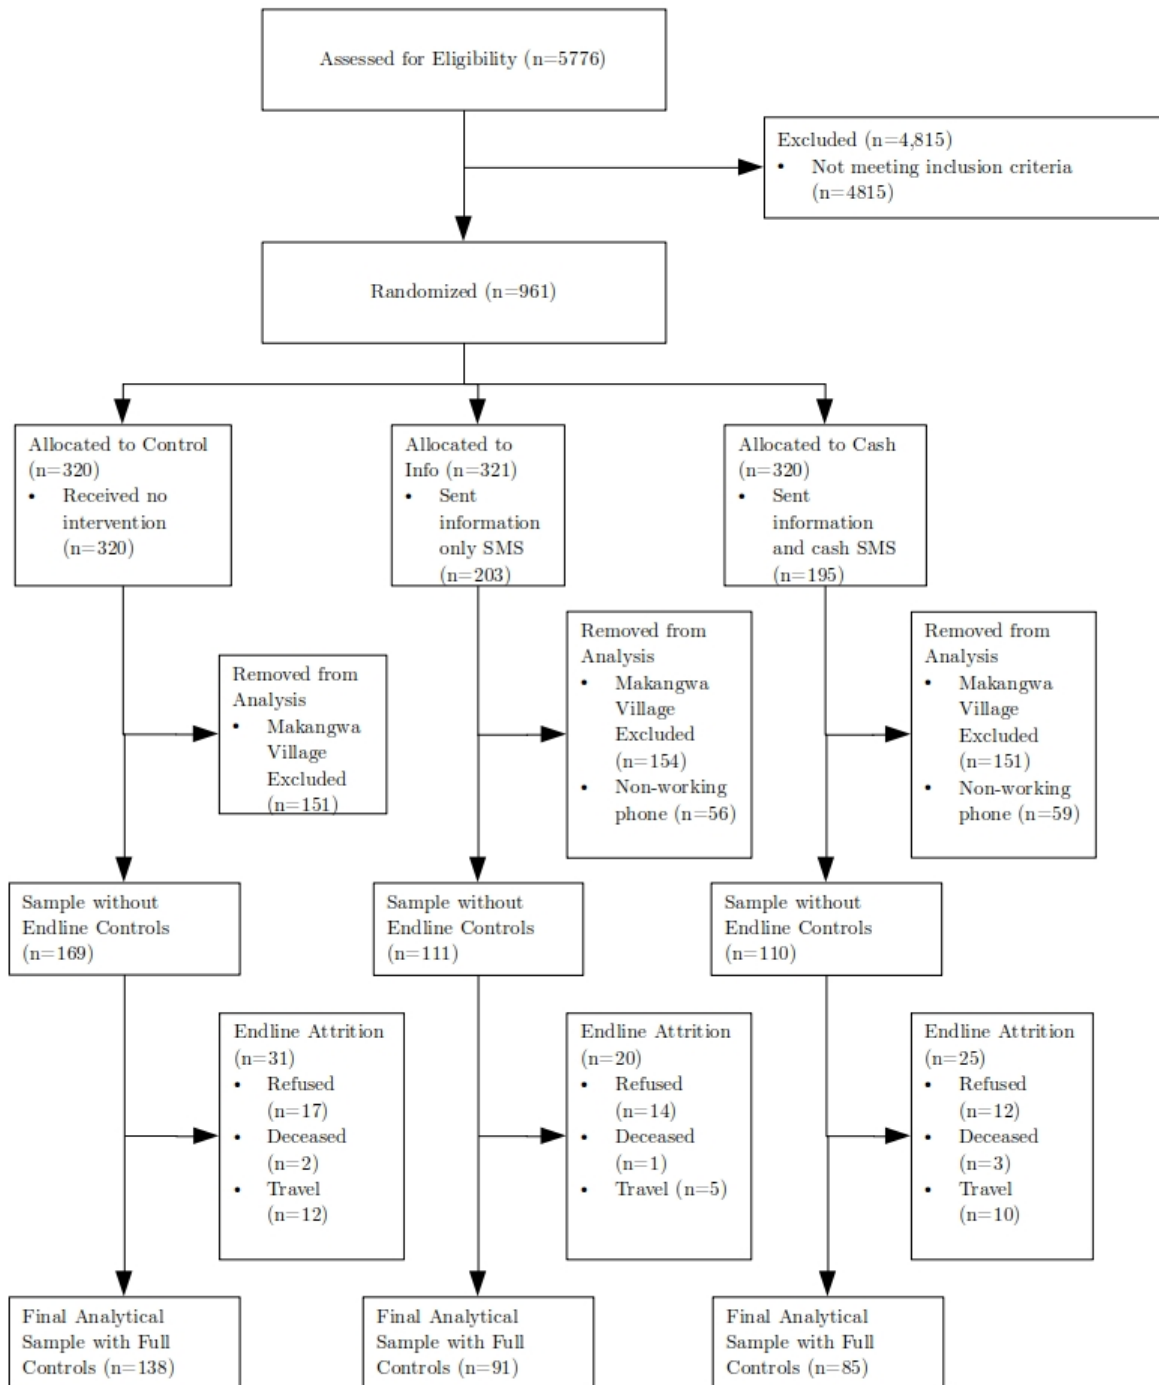 Assessed for Eligibility (n=5776)
Excluded (n=4,815)
• Not meeting inclusion criteria
(n=4815)
Randomized (n=961)
Allocated to Control
(n=320)
• Received no
intervention
(n=320)
Allocated to
Info (n=321)
• Sent
information
only SMS
(n=203)
Allocated to Cash
(n=320)
• Sent
information
and cash SMS
(n=195)
Removed from
Analysis
• Makangwa
Village
Excluded
(n=151)
Removed from
Analysis
• Makangwa
Village
Excluded
(n=154)
• Non-working
phone (n=56)
Removed from
Analysis
• Makangwa
Village
Excluded
(n=151)
• Non-working
phone (n=59)
Sample without
Endline Controls
(n=169)
Sample without
Endline Controls
(n=111)
Sample without
Endline Controls
(n=110)
Endline Attrition
(n=31)
• Refused
(n=17)
• Deceased
(n=2)
• Travel
(n=12)
Endline Attrition
(n=20)
• Refused
(n=14)
• Deceased
(n=1)
• Travel (n=5)
Endline Attrition
(n=25)
• Refused
(n=12)
• Deceased
(n=3)
• Travel
(n=10)
Final Analytical
Sample with Full
Controls (n=138)
Final Analytical
Sample with Full
Controls (n=91)
Final Analytical
Sample with Full
Controls (n=85)